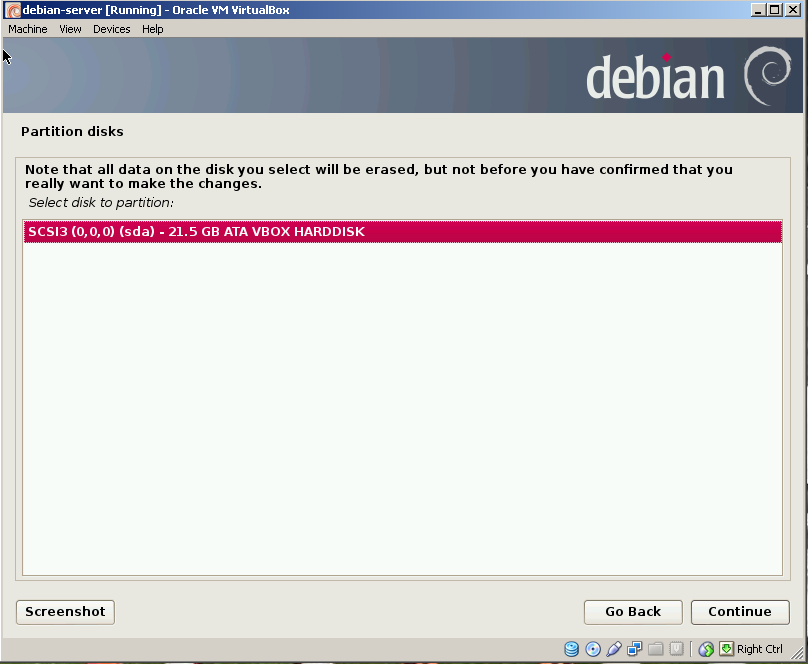 debian-server [Running] - Oracle VM VirtualBox
Machine View Devices Help
debian
Partition disks
Note that all data on the disk you select will be erased, but not before you have confirmed that you
really want to make the changes.
Select disk to partition:
SCSI3 (0,0,0) (sda) - 21.5 GB ATA VBOX HARDDISK
Screenshot Go Back Continue
Right Ctrl